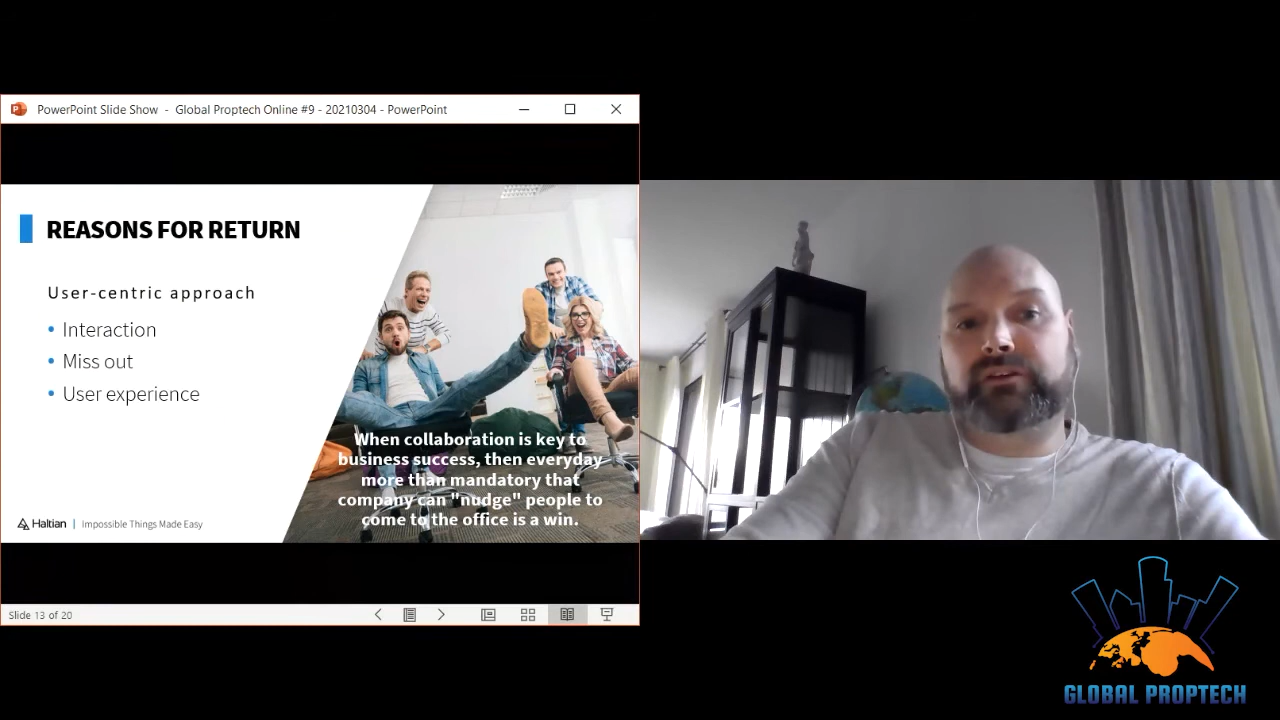 PowerPoint Slide Show - Global Proptech Online #9 - 20210304 - PowerPoint
REASONS FOR RETURN
User-centric approach
• Interaction
• Miss out
• User experience
When collaboration is key to
business success, then everyday
more than mandatory that
company can "nudge" people to
come to the office is a win.
Haltian | Impossible Things Made Easy
Slide 13 of 20
GLOBAL PROPTECH